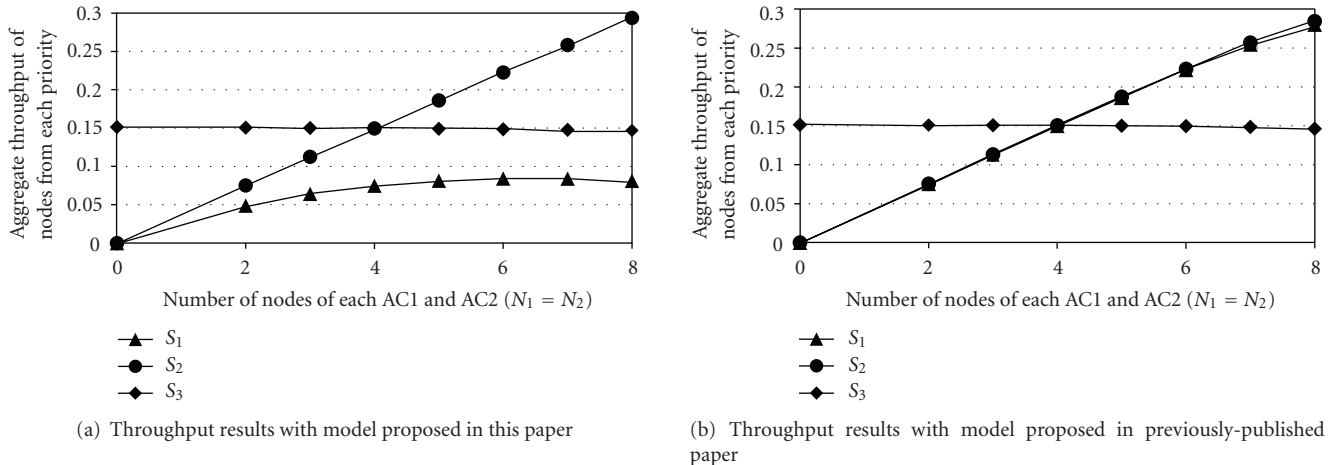 Aggregate throughput of
nodes from each priority
0.3
0.25
0.2
0.15
0.1
0.05
0
0 2 4 6 8
Number of nodes of each AC1 and AC2 (N₁ = N₂)
S₁
S₂
S₃
(a) Throughput results with model proposed in this paper
Aggregate throughput of
nodes from each priority
0.3
0.25
0.2
0.15
0.1
0.05
0
0 2 4 6 8
Number of nodes of each AC1 and AC2 (N₁ = N₂)
S₁
S₂
S₃
(b) Throughput results with model proposed in previously-published
paper